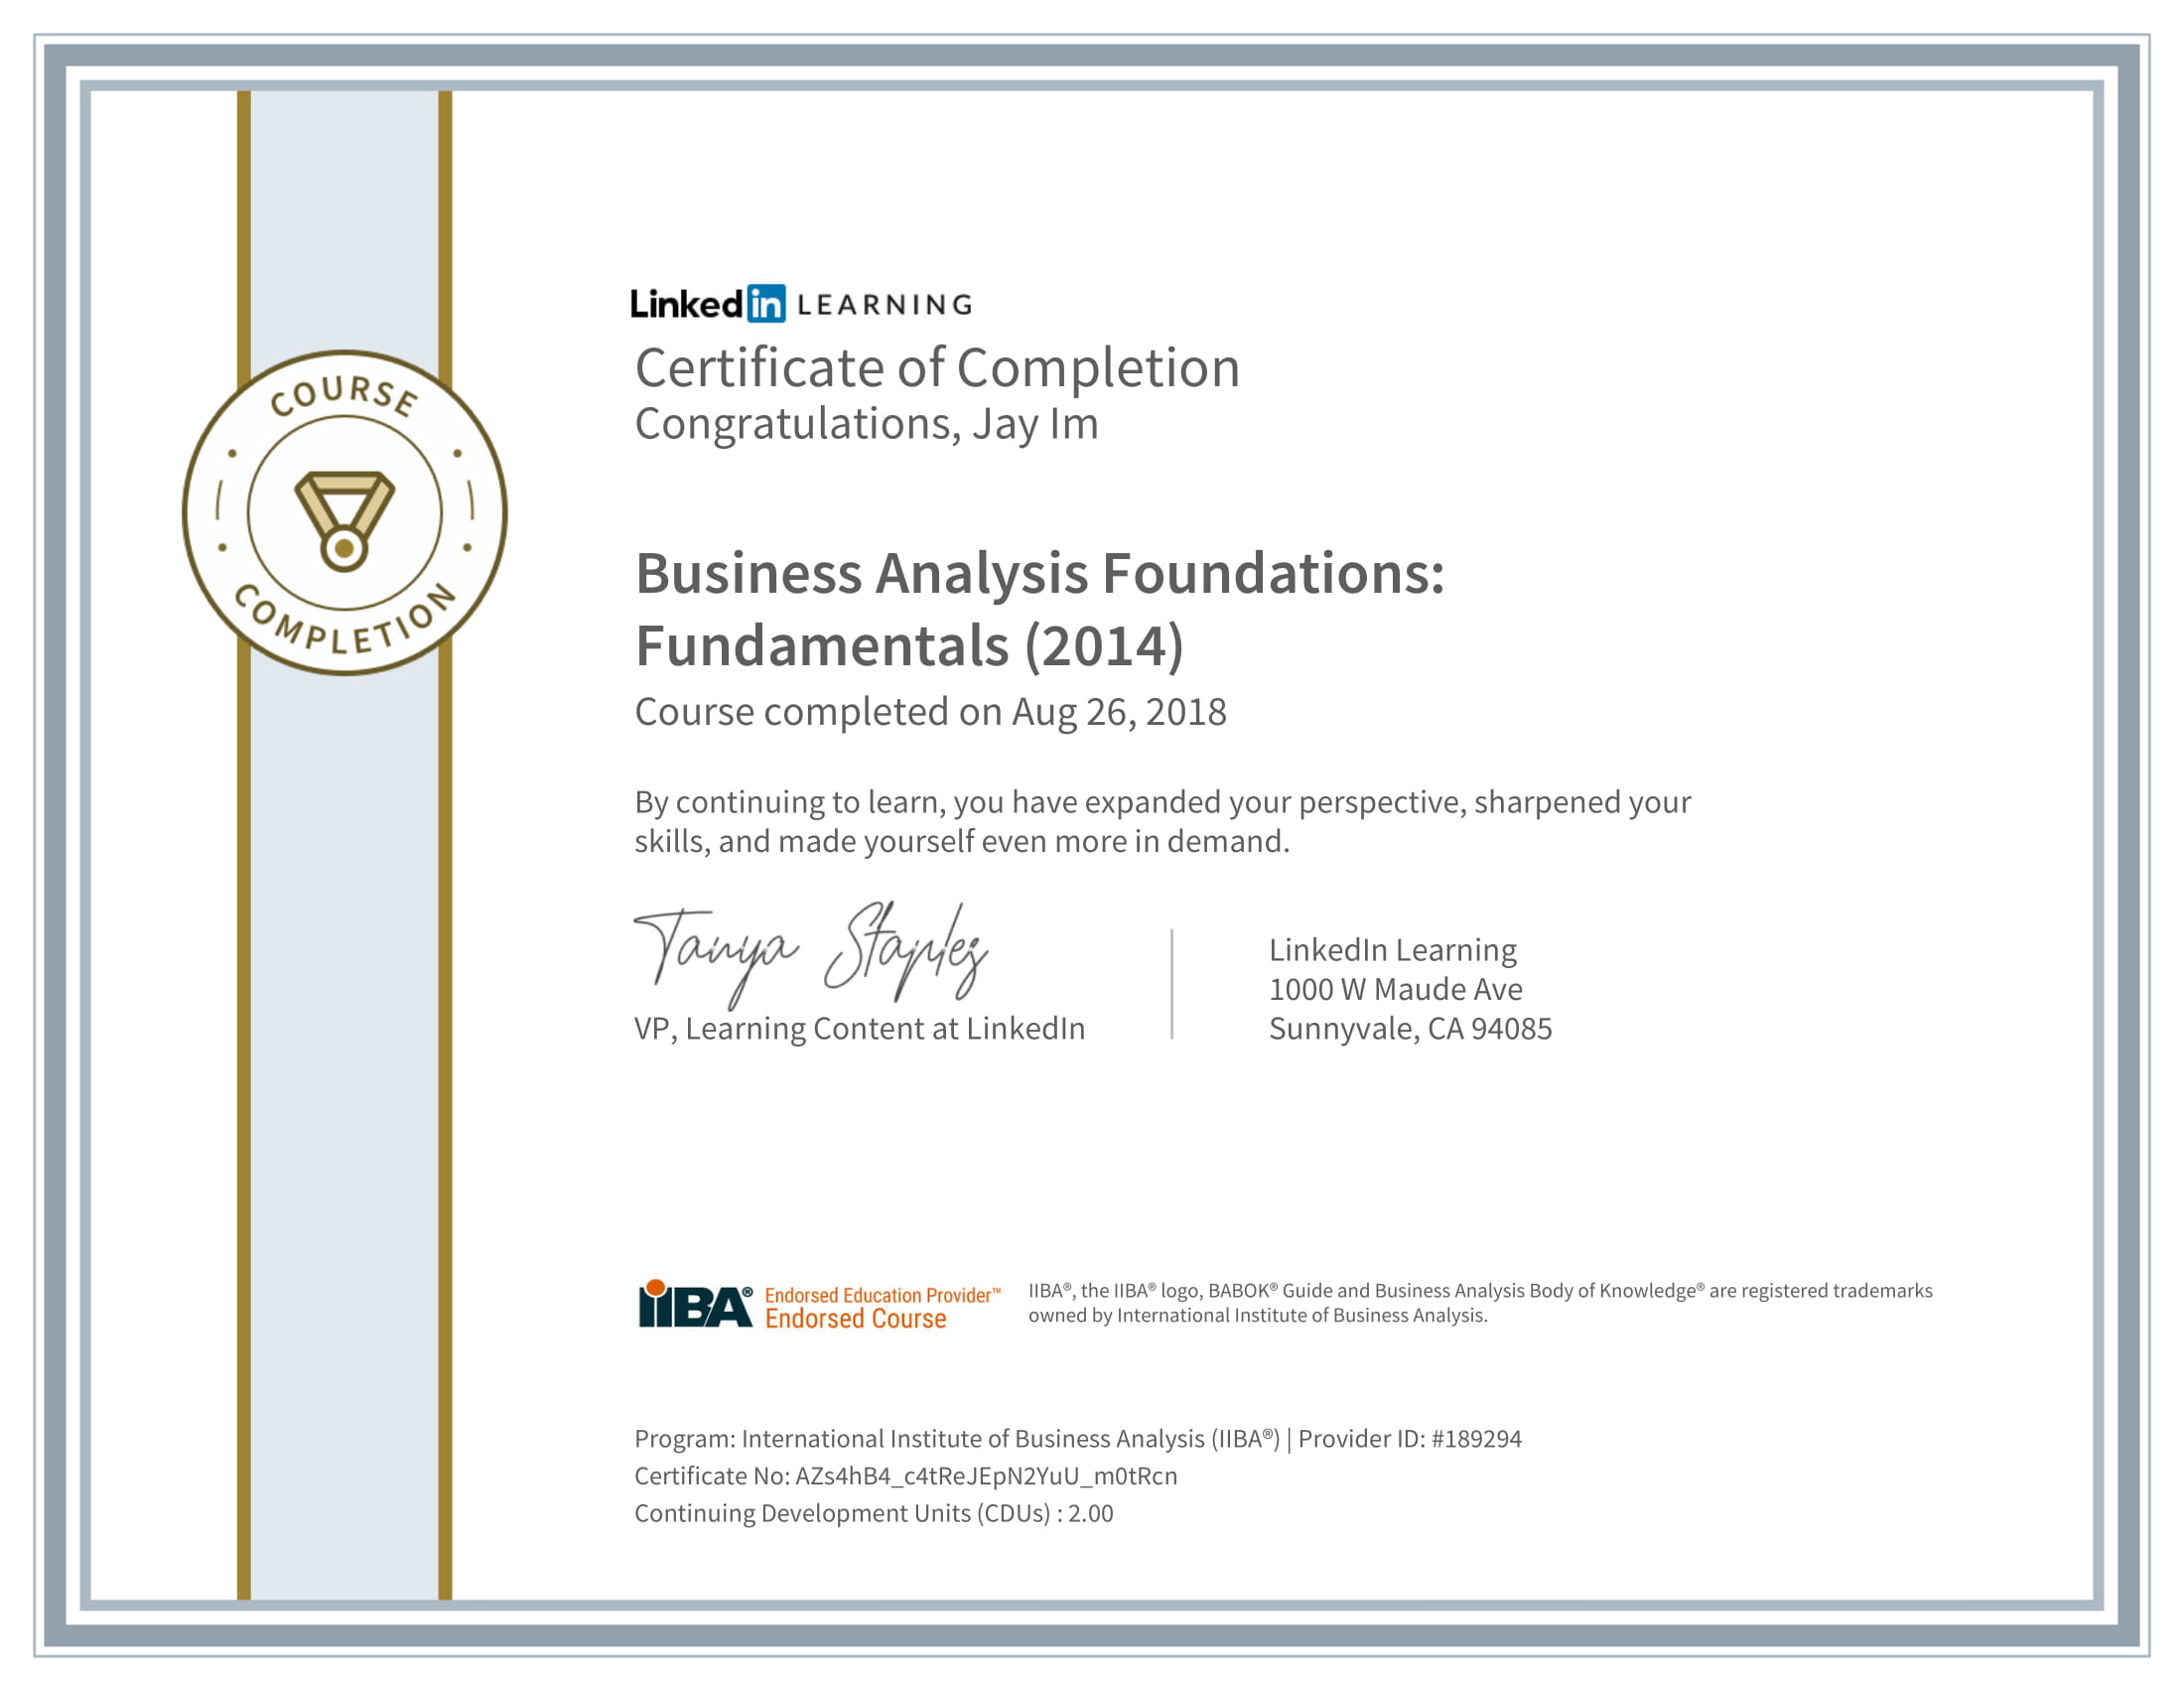 COURSE
COMPLETION
Linked in LEARNING
Certificate of Completion
Congratulations, Jay Im
Business Analysis Foundations:
Fundamentals (2014)
Course completed on Aug 26, 2018
By continuing to learn, you have expanded your perspective, sharpened your
skills, and made yourself even more in demand.
Tanya Staples
VP, Learning Content at LinkedIn
LinkedIn Learning
1000 W Maude Ave
Sunnyvale, CA 94085
IIBA® Endorsed Education Provider™
Endorsed Course
IIBA®, the IIBA® logo, BABOK® Guide and Business Analysis Body of Knowledge® are registered trademarks
owned by International Institute of Business Analysis.
Program: International Institute of Business Analysis (IIBA®) | Provider ID: #189294
Certificate No: AZs4hB4_c4tReJEpN2YuU_m0tRcn
Continuing Development Units (CDUs) : 2.00